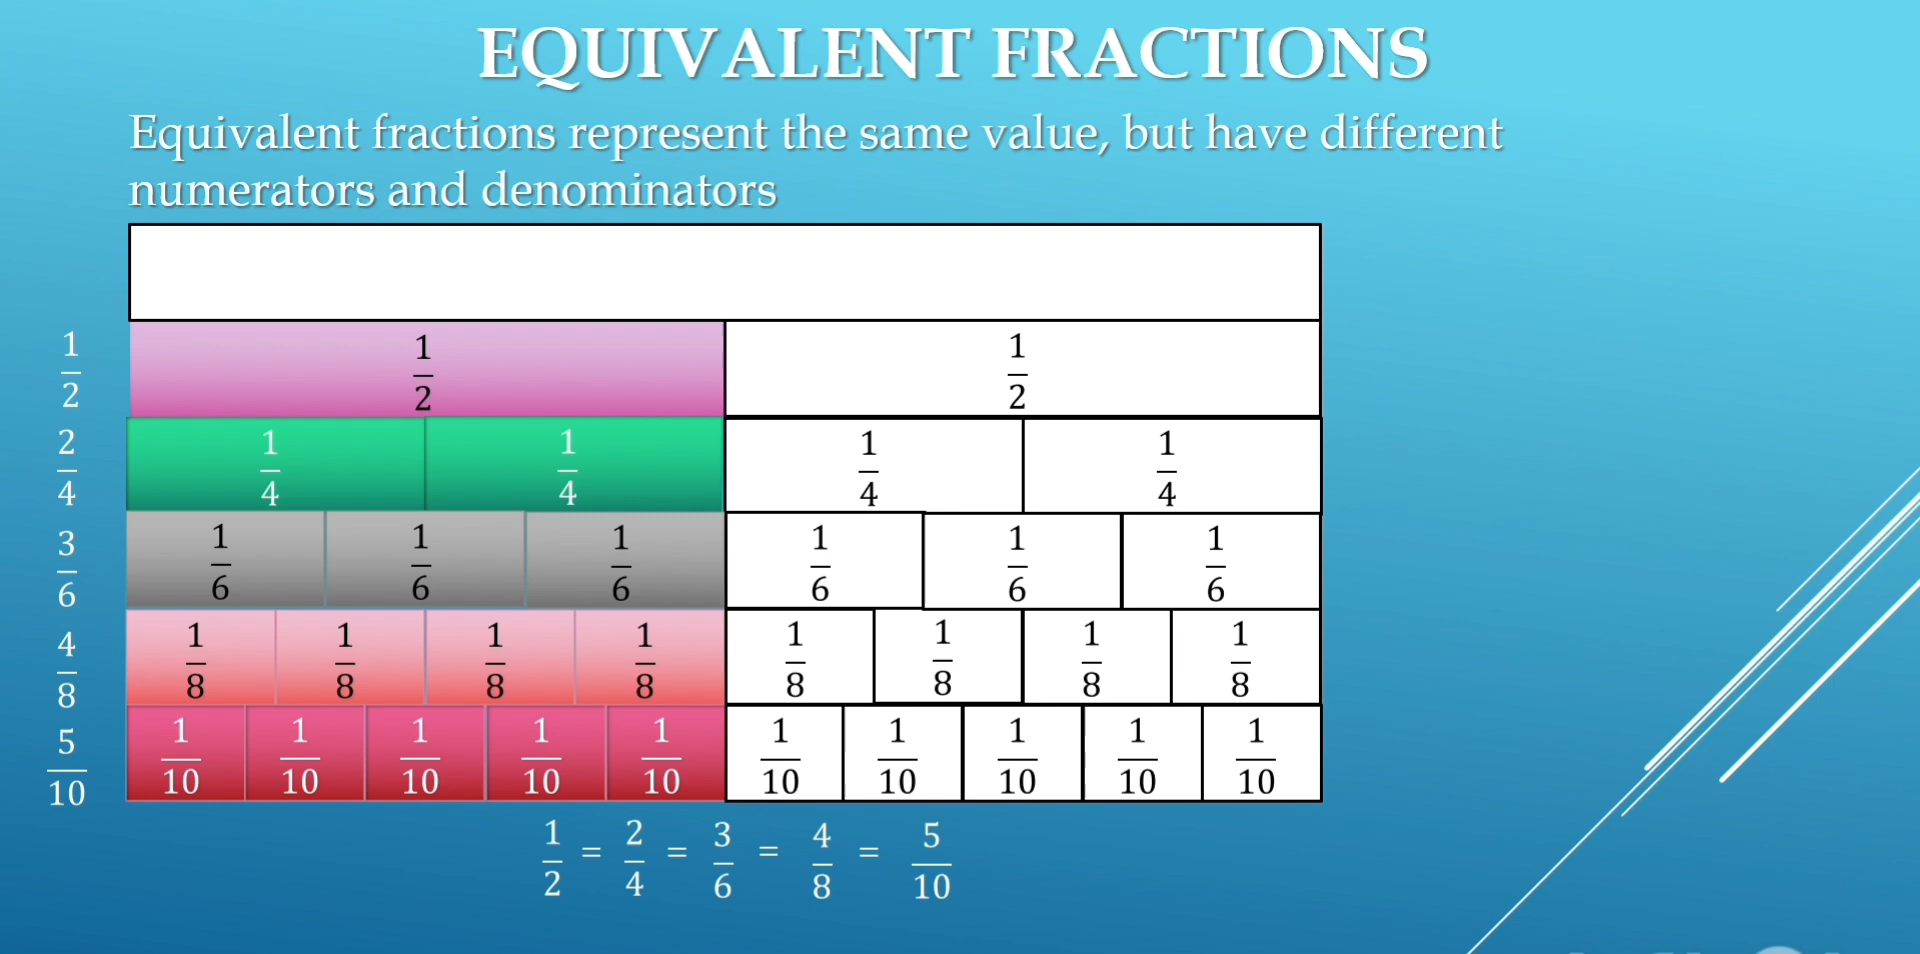 EQUIVALENT FRACTIONS
Equivalent fractions represent the same value, but have different
numerators and denominators
1/2 1/2 1/2
2/4 1/4 1/4 1/4 1/4
3/6 1/6 1/6 1/6 1/6 1/6 1/6
4/8 1/8 1/8 1/8 1/8 1/8 1/8 1/8 1/8
5/10 1/10 1/10 1/10 1/10 1/10 1/10 1/10 1/10 1/10 1/10
1/2 = 2/4 = 3/6 = 4/8 = 5/10